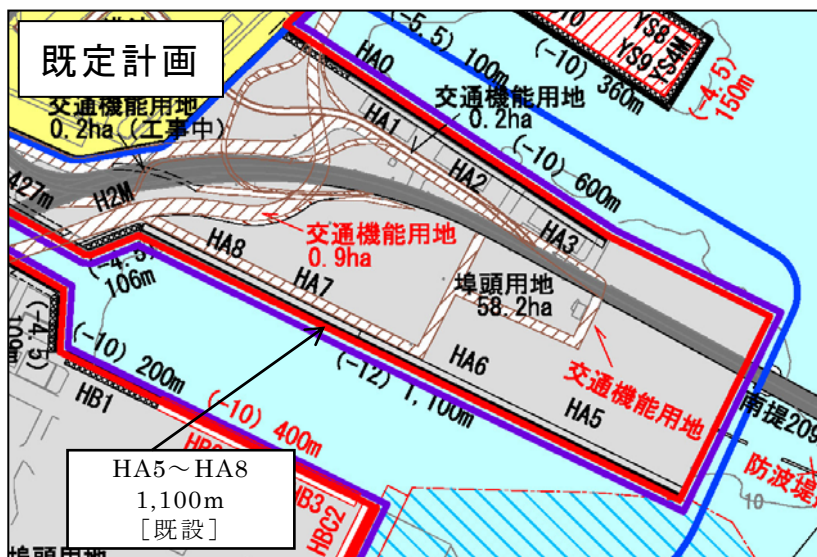 既定計画
(-5.5) 100m
HA0
YS8
YS9
(-10) 360m
(-4.5)
150m
交通機能用地
0.2ha (工事中)
交通機能用地
0.2ha
HA1
HA2
(-10) 600m
HA3
427m
H2M
交通機能用地
0.9ha
HA8
HA7
埠頭用地
58.2ha
106m
HA6
(-12) 1,100m
HA5
交通機能用地
南提209
防波堤
10
(-4.5)
(-10) 200m
HB1
(-10) 400m
HB3
HBC2
HA5～HA8
1,100m
［既設］
埠頭用地